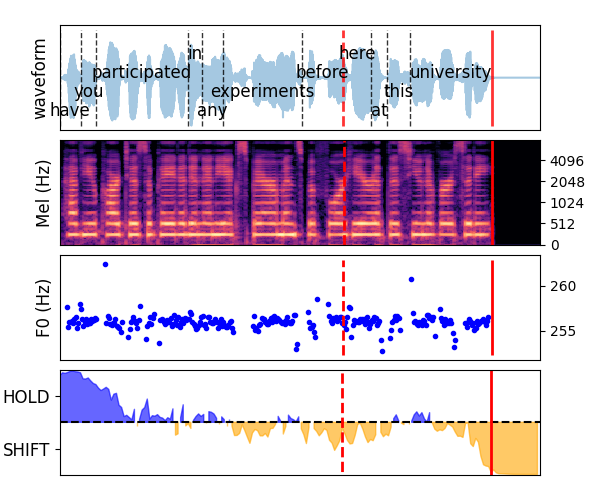 waveform
in
here
participated
before
university
you
experiments
this
have
any
at
Mel (Hz)
4096
2048
1024
512
0
F0 (Hz)
260
255
HOLD
SHIFT